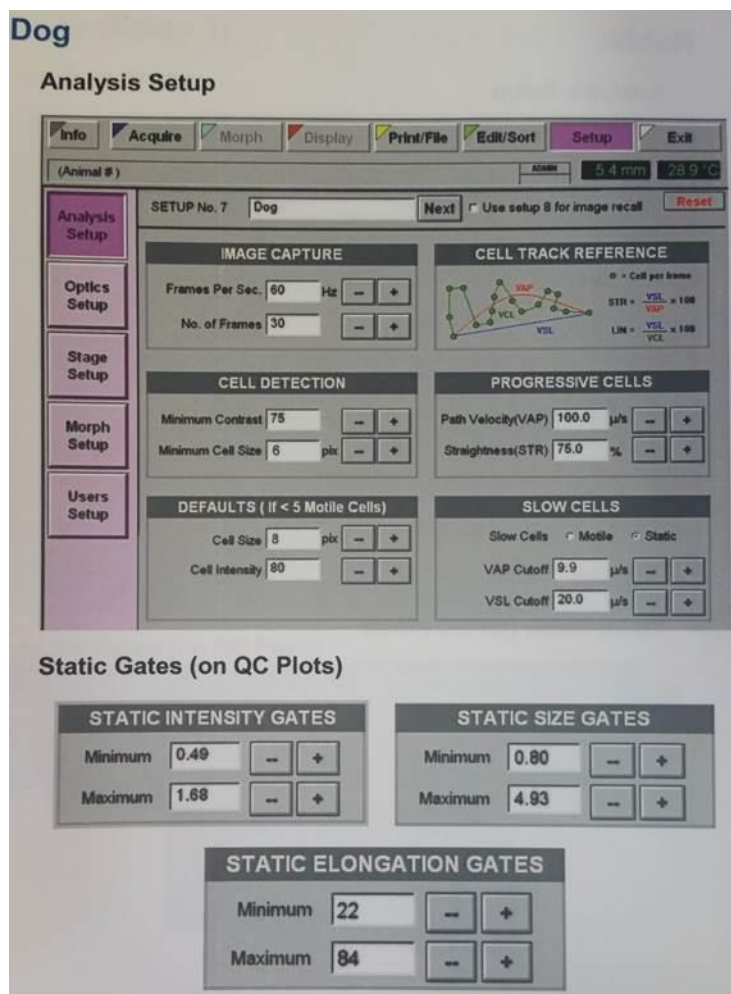 Dog
Analysis Setup
Info Acquire Morph Display Print/File Edit/Sort Setup Exit
(Animal #) ADMIN 5.4 mm 28.9 °C
Analysis Setup
Optics Setup
Stage Setup
Morph Setup
Users Setup
SETUP No. 7 Dog Next Use setup 8 for image recall Reset
IMAGE CAPTURE
Frames Per Sec. 60 Hz -- +
No. of Frames 30 -- +
CELL TRACK REFERENCE
= Cell per frame
VAP
VCL
VSL
STR = VSL / VAP x 100
LIN = VSL / VCL x 100
CELL DETECTION
Minimum Contrast 75 -- +
Minimum Cell Size 6 pix -- +
PROGRESSIVE CELLS
Path Velocity(VAP) 100.0 µ/s -- +
Straightness(STR) 75.0 % -- +
DEFAULTS ( If < 5 Motile Cells)
Cell Size 8 pix -- +
Cell Intensity 80 -- +
SLOW CELLS
Slow Cells Motile Static
VAP Cutoff 9.9 µ/s -- +
VSL Cutoff 20.0 µ/s -- +
Static Gates (on QC Plots)
STATIC INTENSITY GATES
Minimum 0.49 -- +
Maximum 1.68 -- +
STATIC SIZE GATES
Minimum 0.80 -- +
Maximum 4.93 -- +
STATIC ELONGATION GATES
Minimum 22 -- +
Maximum 84 -- +